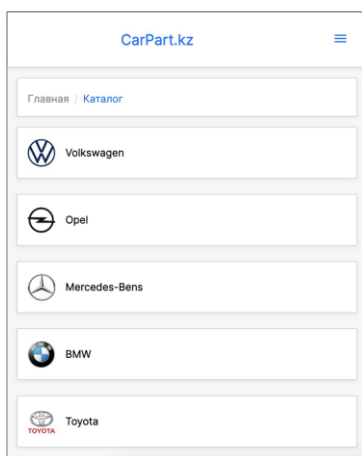 CarPart.kz
Главная / Каталог
Volkswagen
Opel
Mercedes-Bens
BMW
TOYOTA Toyota